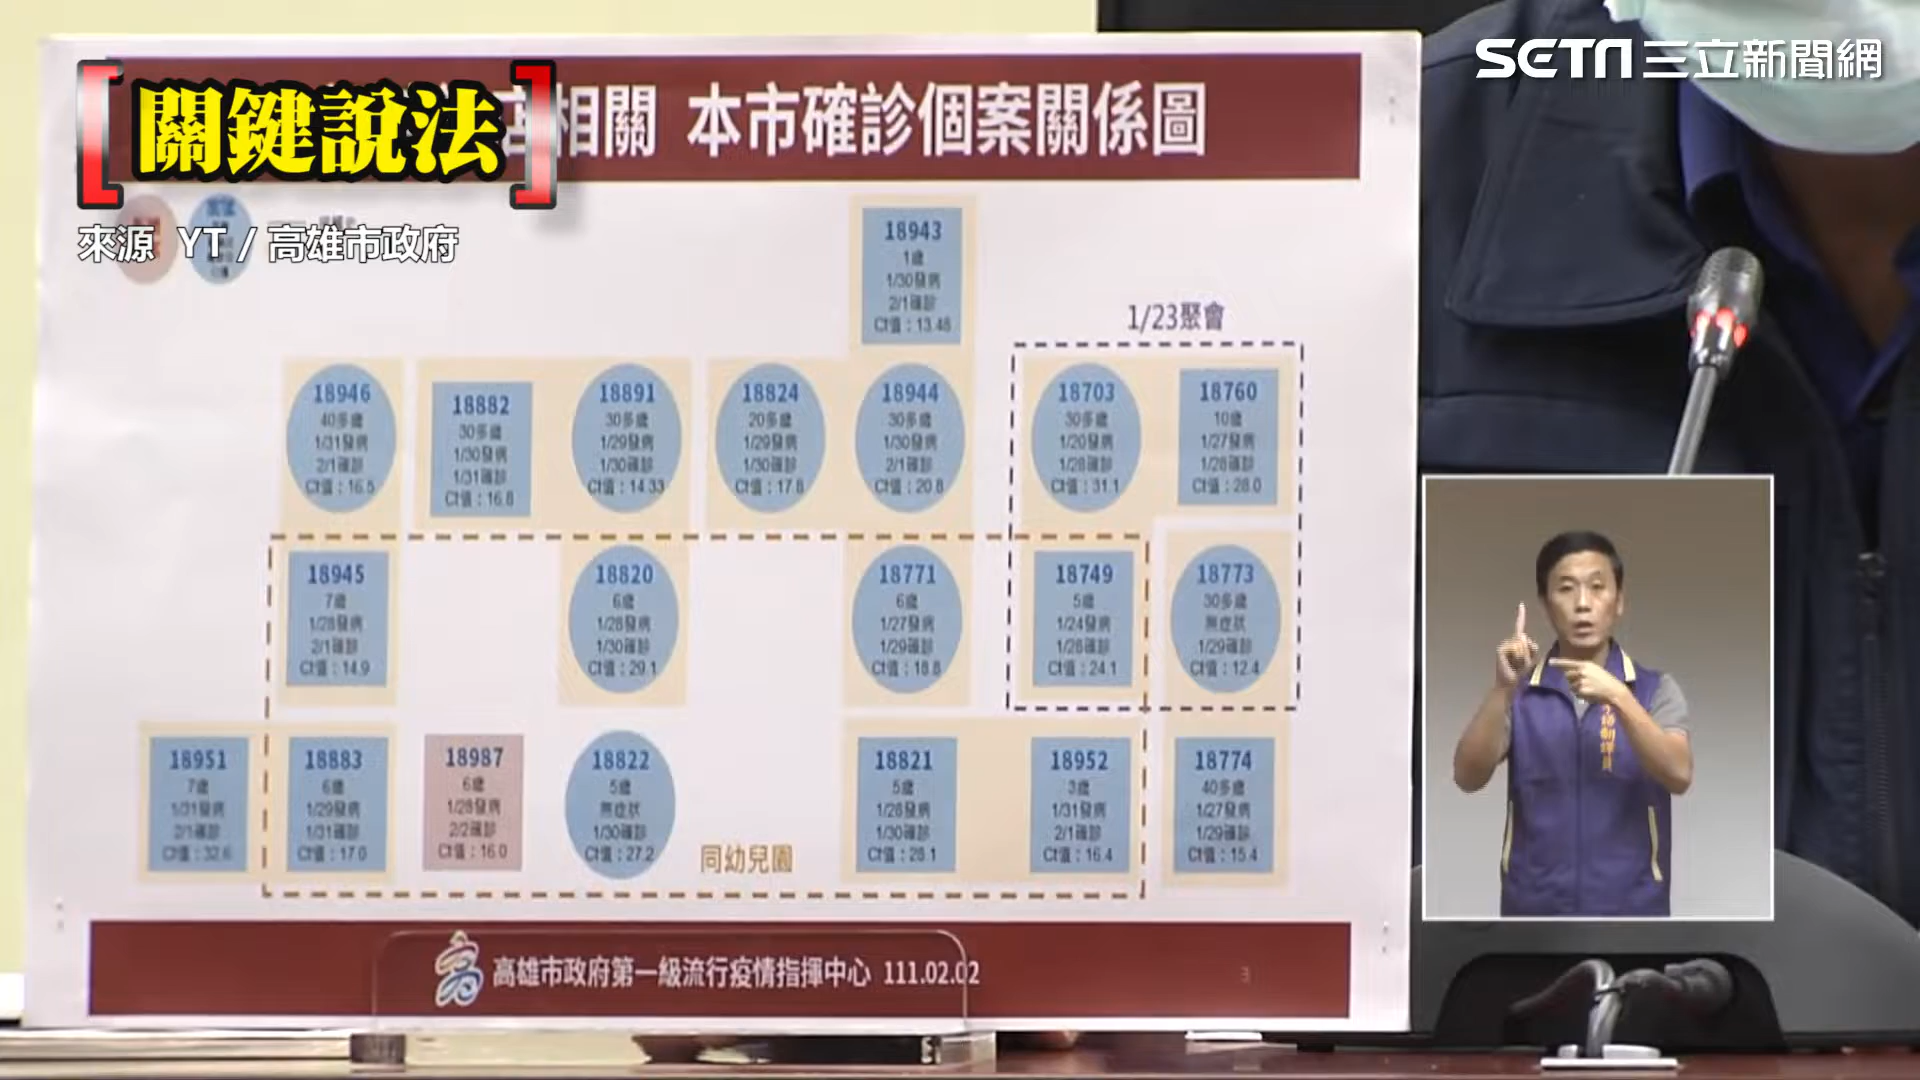 SETN三立新聞網
關鍵說法
相關 本市確診個案關係圖
來源 YT / 高雄市政府
18943
1歲
1/30發病
2/1確診
Ct值：13.48
1/23聚會
18946
40多歲
1/31發病
2/1確診
Ct值：16.5
18882
30多歲
1/30發病
1/31確診
Ct值：16.8
18891
30多歲
1/29發病
1/30確診
Ct值：14.33
18824
20多歲
1/29發病
1/30確診
Ct值：17.8
18944
30多歲
1/30發病
2/1確診
Ct值：20.8
18703
30多歲
1/20發病
1/28確診
Ct值：31.1
18760
10歲
1/27發病
1/28確診
Ct值：28.0
18945
7歲
1/28發病
2/1確診
Ct值：14.9
18820
6歲
1/28發病
1/30確診
Ct值：29.1
18771
6歲
1/27發病
1/29確診
Ct值：18.8
18749
5歲
1/24發病
1/28確診
Ct值：24.1
18773
30多歲
無症狀
1/29確診
Ct值：12.4
18951
7歲
1/31發病
2/1確診
Ct值：32.6
18883
6歲
1/29發病
1/31確診
Ct值：17.0
18987
6歲
1/28發病
2/2確診
Ct值：16.0
18822
5歲
無症狀
1/30確診
Ct值：27.2
同幼兒園
18821
5歲
1/28發病
1/30確診
Ct值：28.1
18952
3歲
1/31發病
2/1確診
Ct值：16.4
18774
40多歲
1/27發病
1/29確診
Ct值：15.4
高雄市政府第一級流行疫情指揮中心 111.02.02
3